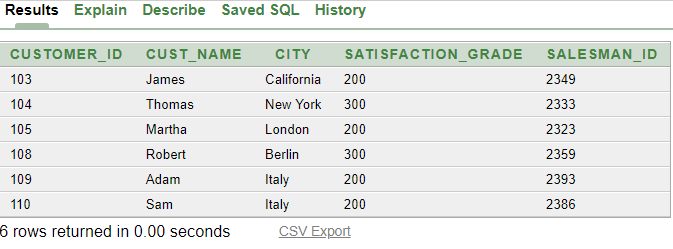 Results Explain Describe Saved SQL History
CUSTOMER_ID CUST_NAME CITY SATISFACTION_GRADE SALESMAN_ID
103 James California 200 2349
104 Thomas New York 300 2333
105 Martha London 200 2323
108 Robert Berlin 300 2359
109 Adam Italy 200 2393
110 Sam Italy 200 2386
6 rows returned in 0.00 seconds CSV Export